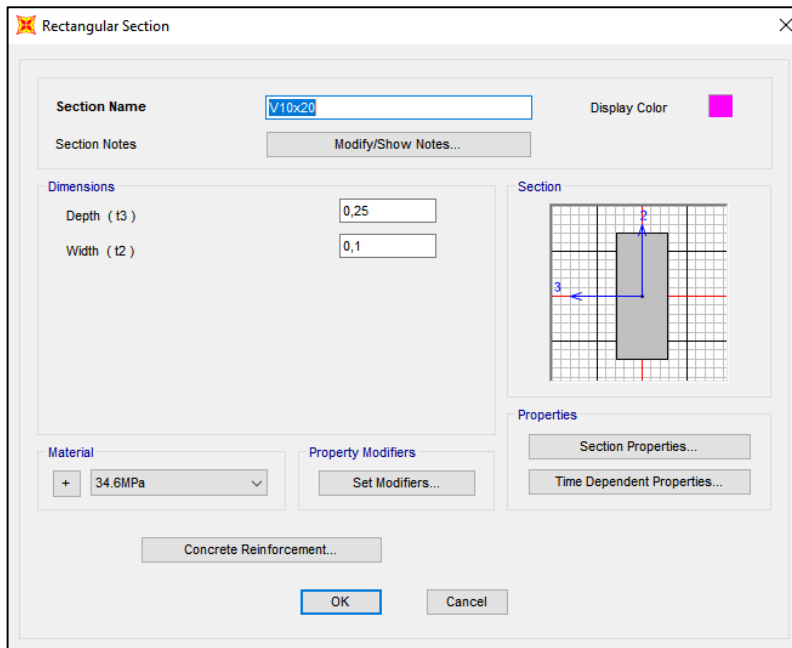 Rectangular Section
Section Name V10x20 Display Color
Section Notes Modify/Show Notes...
Dimensions
Depth ( t3 ) 0,25
Width ( t2 ) 0,1
Section
2
3
Properties
Section Properties...
Time Dependent Properties...
Material
+ 34.6MPa
Property Modifiers
Set Modifiers...
Concrete Reinforcement...
OK Cancel